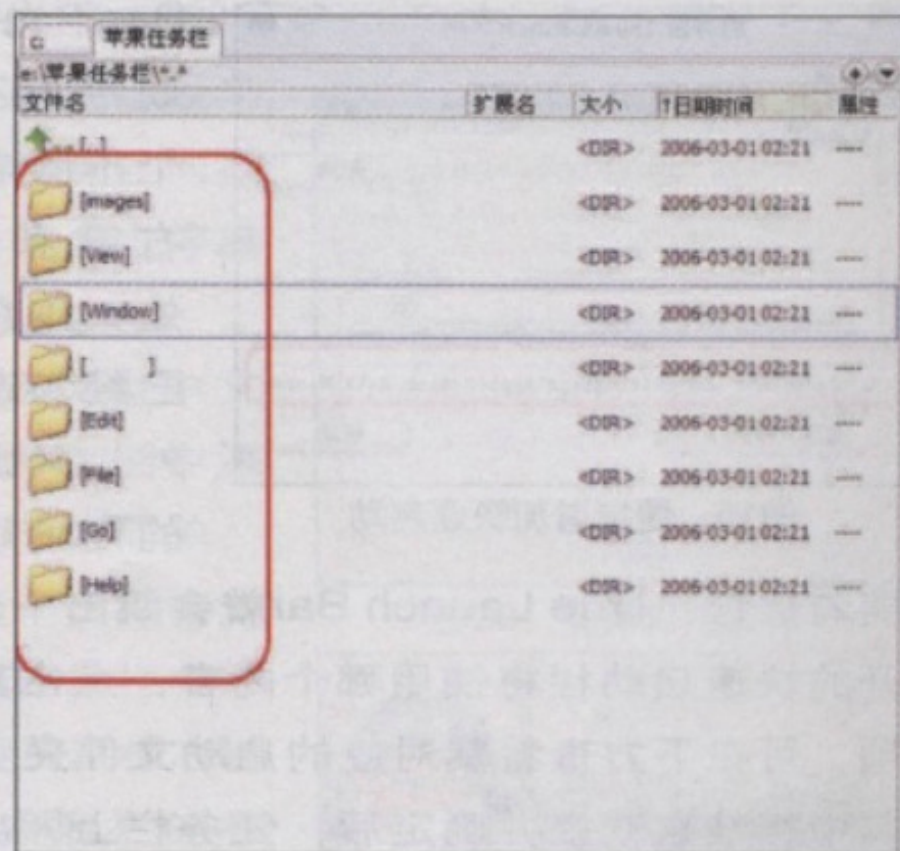 c 苹果任务栏
e:\苹果任务栏\*.*
文件名 扩展名 大小 ↑日期时间 属性
[..] <DIR> 2006-03-01 02:21 ----
[images] <DIR> 2006-03-01 02:21 ----
[View] <DIR> 2006-03-01 02:21 ----
[Window] <DIR> 2006-03-01 02:21 ----
[ ] <DIR> 2006-03-01 02:21 ----
[Edit] <DIR> 2006-03-01 02:21 ----
[File] <DIR> 2006-03-01 02:21 ----
[Go] <DIR> 2006-03-01 02:21 ----
[Help] <DIR> 2006-03-01 02:21 ----